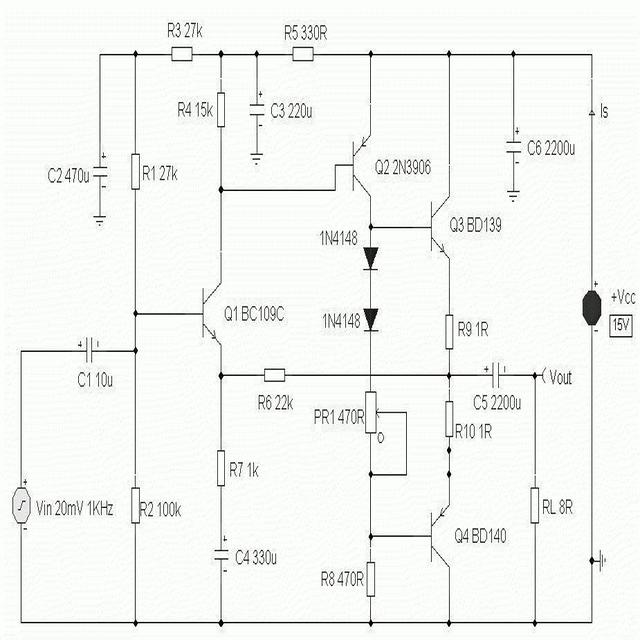 R3 27k
R5 330R
R4 15k
+
-
C3 220u
+
-
C6 2200u
Is
+
-
C2 470u
R1 27k
Q2 2N3906
1N4148
Q3 BD139
Q1 BC109C
1N4148
R9 1R
+
-
+Vcc
15V
+ -
C1 10u
R6 22k
+ -
C5 2200u
Vout
PR1 470R
O
R10 1R
R7 1k
+
-
Vin 20mV 1KHz
R2 100k
RL 8R
Q4 BD140
+
-
C4 330u
R8 470R